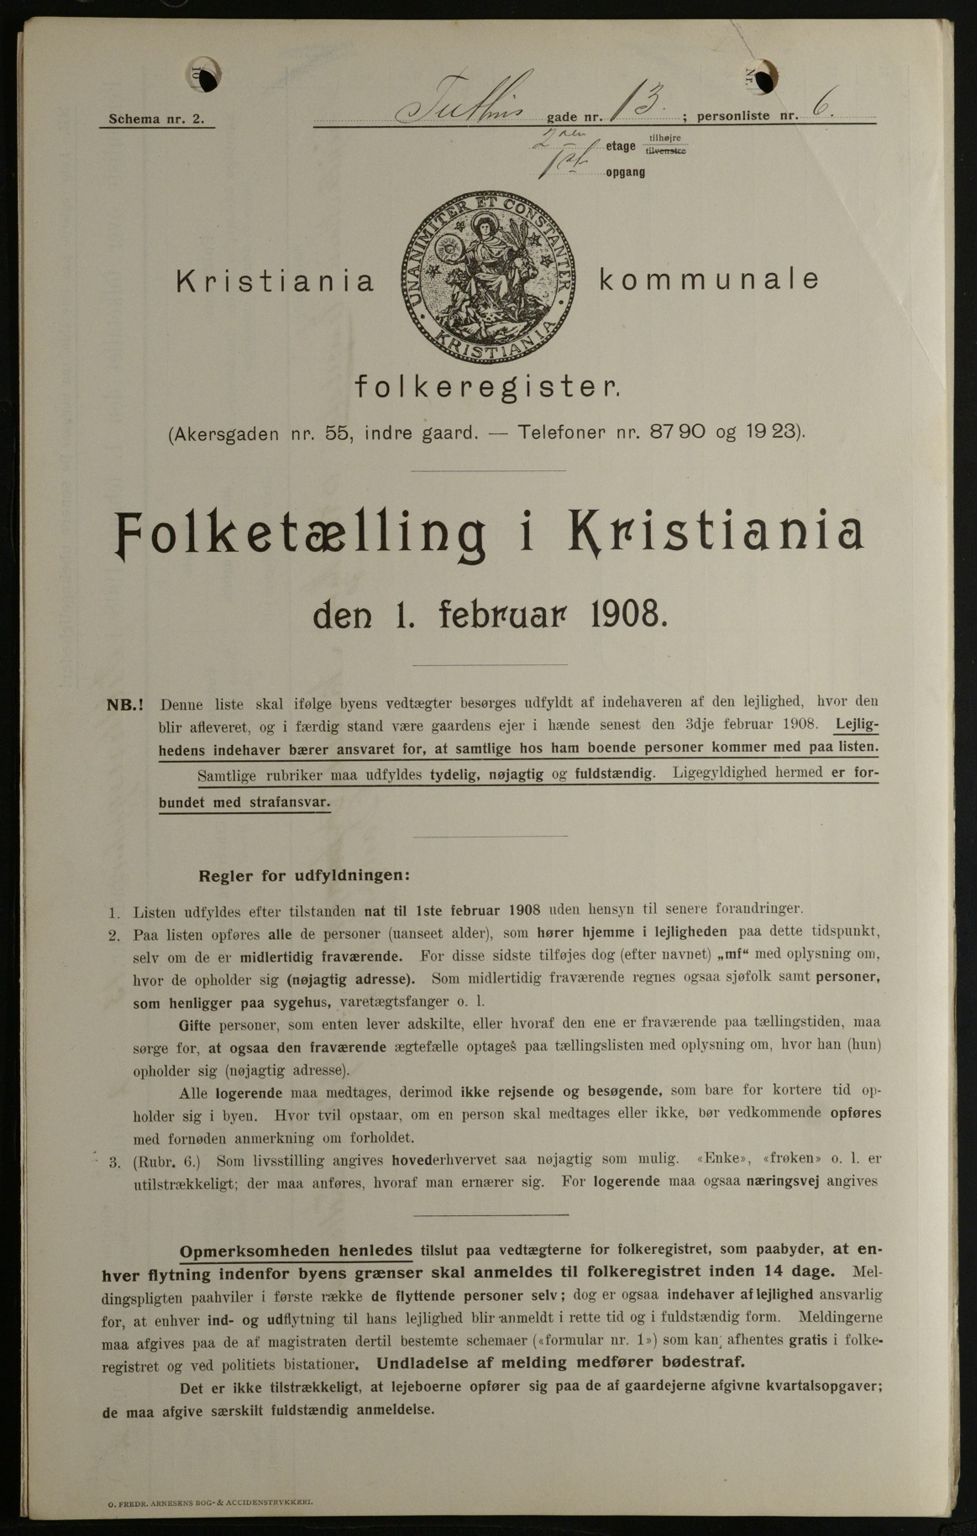 Schema nr. 2.
Tullins gade nr. 13. ; personliste nr. 6.
2den etage tilhøjre
tilvenstre
1st opgang
UNANIMITER ET CONSTANTER
KRISTIANIA
Kristiania kommunale
folkeregister.
(Akersgaden nr. 55, indre gaard. — Telefoner nr. 87 90 og 19 23).
Folketælling i Kristiania
den 1. februar 1908.
NB.! Denne liste skal ifølge byens vedtægter besørges udfyldt af indehaveren af den lejlighed, hvor den
blir afleveret, og i færdig stand være gaardens ejer i hænde senest den 3dje februar 1908. Lejlig-
hedens indehaver bærer ansvaret for, at samtlige hos ham boende personer kommer med paa listen.
Samtlige rubriker maa udfyldes tydelig, nøjagtig og fuldstændig. Ligegyldighed hermed er for-
bundet med strafansvar.
Regler for udfyldningen:
1. Listen udfyldes efter tilstanden nat til 1ste februar 1908 uden hensyn til senere forandringer.
2. Paa listen opføres alle de personer (uanseet alder), som hører hjemme i lejligheden paa dette tidspunkt,
selv om de er midlertidig fraværende. For disse sidste tilføjes dog (efter navnet) „mf“ med oplysning om,
hvor de opholder sig (nøjagtig adresse). Som midlertidig fraværende regnes ogsaa sjøfolk samt personer,
som henligger paa sygehus, varetægtsfanger o. l.
Gifte personer, som enten lever adskilte, eller hvoraf den ene er fraværende paa tællingstiden, maa
sørge for, at ogsaa den fraværende ægtefælle optages paa tællingslisten med oplysning om, hvor han (hun)
opholder sig (nøjagtig adresse).
Alle logerende maa medtages, derimod ikke rejsende og besøgende, som bare for kortere tid op-
holder sig i byen. Hvor tvil opstaar, om en person skal medtages eller ikke, bør vedkommende opføres
med fornøden anmerkning om forholdet.
3. (Rubr. 6.) Som livsstilling angives hovederhvervet saa nøjagtig som mulig. «Enke», «frøken» o. l. er
utilstrækkeligt; der maa anføres, hvoraf man ernærer sig. For logerende maa ogsaa næringsvej angives
Opmerksomheden henledes tilslut paa vedtægterne for folkeregistret, som paabyder, at en-
hver flytning indenfor byens grænser skal anmeldes til folkeregistret inden 14 dage. Mel-
dingspligten paahviler i første række de flyttende personer selv; dog er ogsaa indehaver af lejlighed ansvarlig
for, at enhver ind- og udflytning til hans lejlighed blir anmeldt i rette tid og i fuldstændig form. Meldingerne
maa afgives paa de af magistraten dertil bestemte schemaer («formular nr. 1») som kan afhentes gratis i folke-
registret og ved politiets bistationer. Undladelse af melding medfører bødestraf.
Det er ikke tilstrækkeligt, at lejeboerne opfører sig paa de af gaardejerne afgivne kvartalsopgaver;
de maa afgive særskilt fuldstændig anmeldelse.
O. FREDR. ARNESENS BOG- & ACCIDENSTRYKKERI.